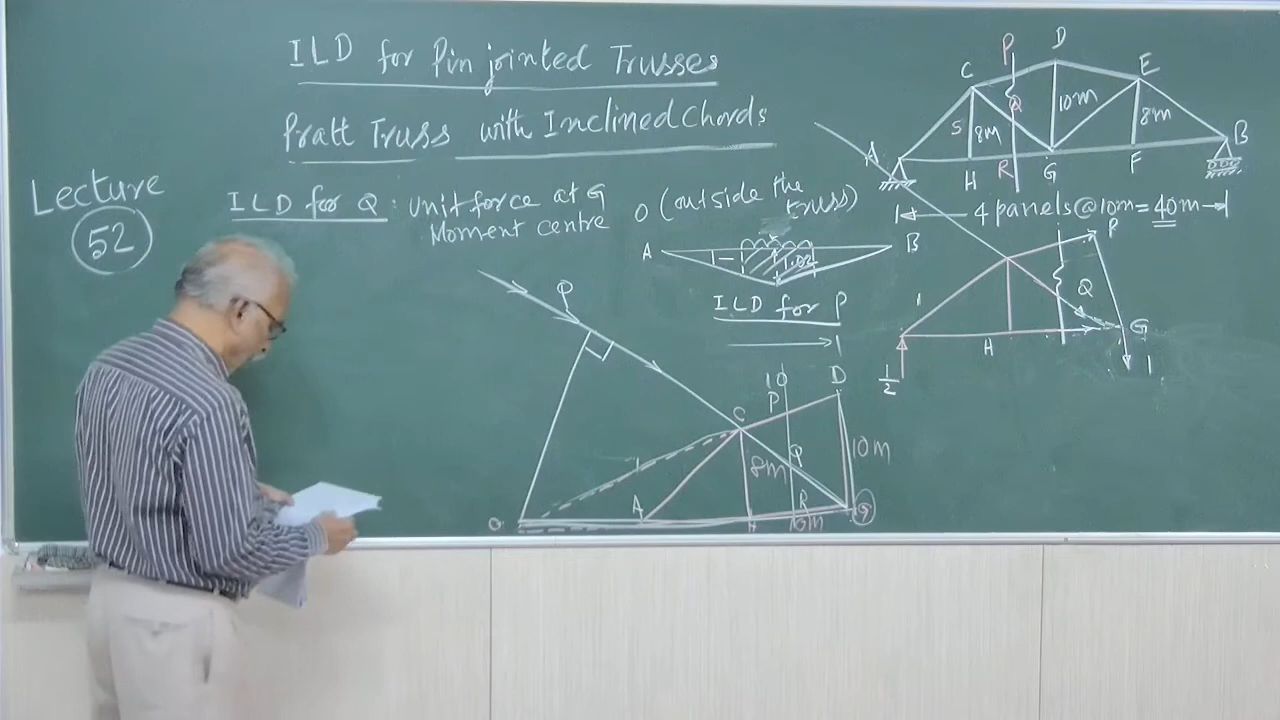 ILD for Pin jointed Trusses
Pratt Truss with Inclined Chords
Lecture
52
ILD for Q : Unit force at G
Moment centre O (outside the truss)
P
D
C
E
Q
10m
S
8m
8m
A
B
H
R
G
F
4 panels @ 10m = 40m
A
B
1.02
ILD for P
P
Q
G
H
1
1/2
Q
10
D
P
C
8m
Q
10m
O
A
R
10m
G